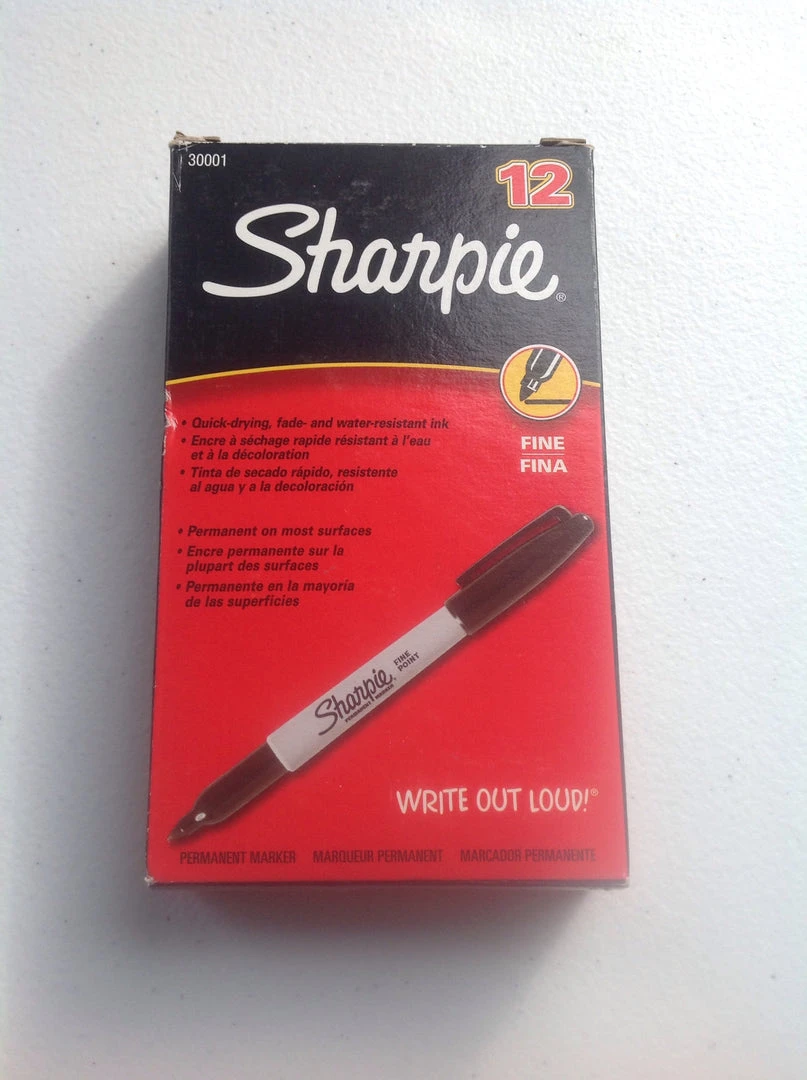 30001
12
Sharpie®
FINE
FINA
• Quick-drying, fade- and water-resistant ink
• Encre à séchage rapide résistant à l'eau
et à la décoloration
• Tinta de secado rápido, resistente
al agua y a la decoloración
• Permanent on most surfaces
• Encre permanente sur la
plupart des surfaces
• Permanente en la mayoría
de las superficies
Sharpie®
PERMANENT MARKER
FINE
POINT
WRITE OUT LOUD!®
PERMANENT MARKER MARQUEUR PERMANENT MARCADOR PERMANENTE